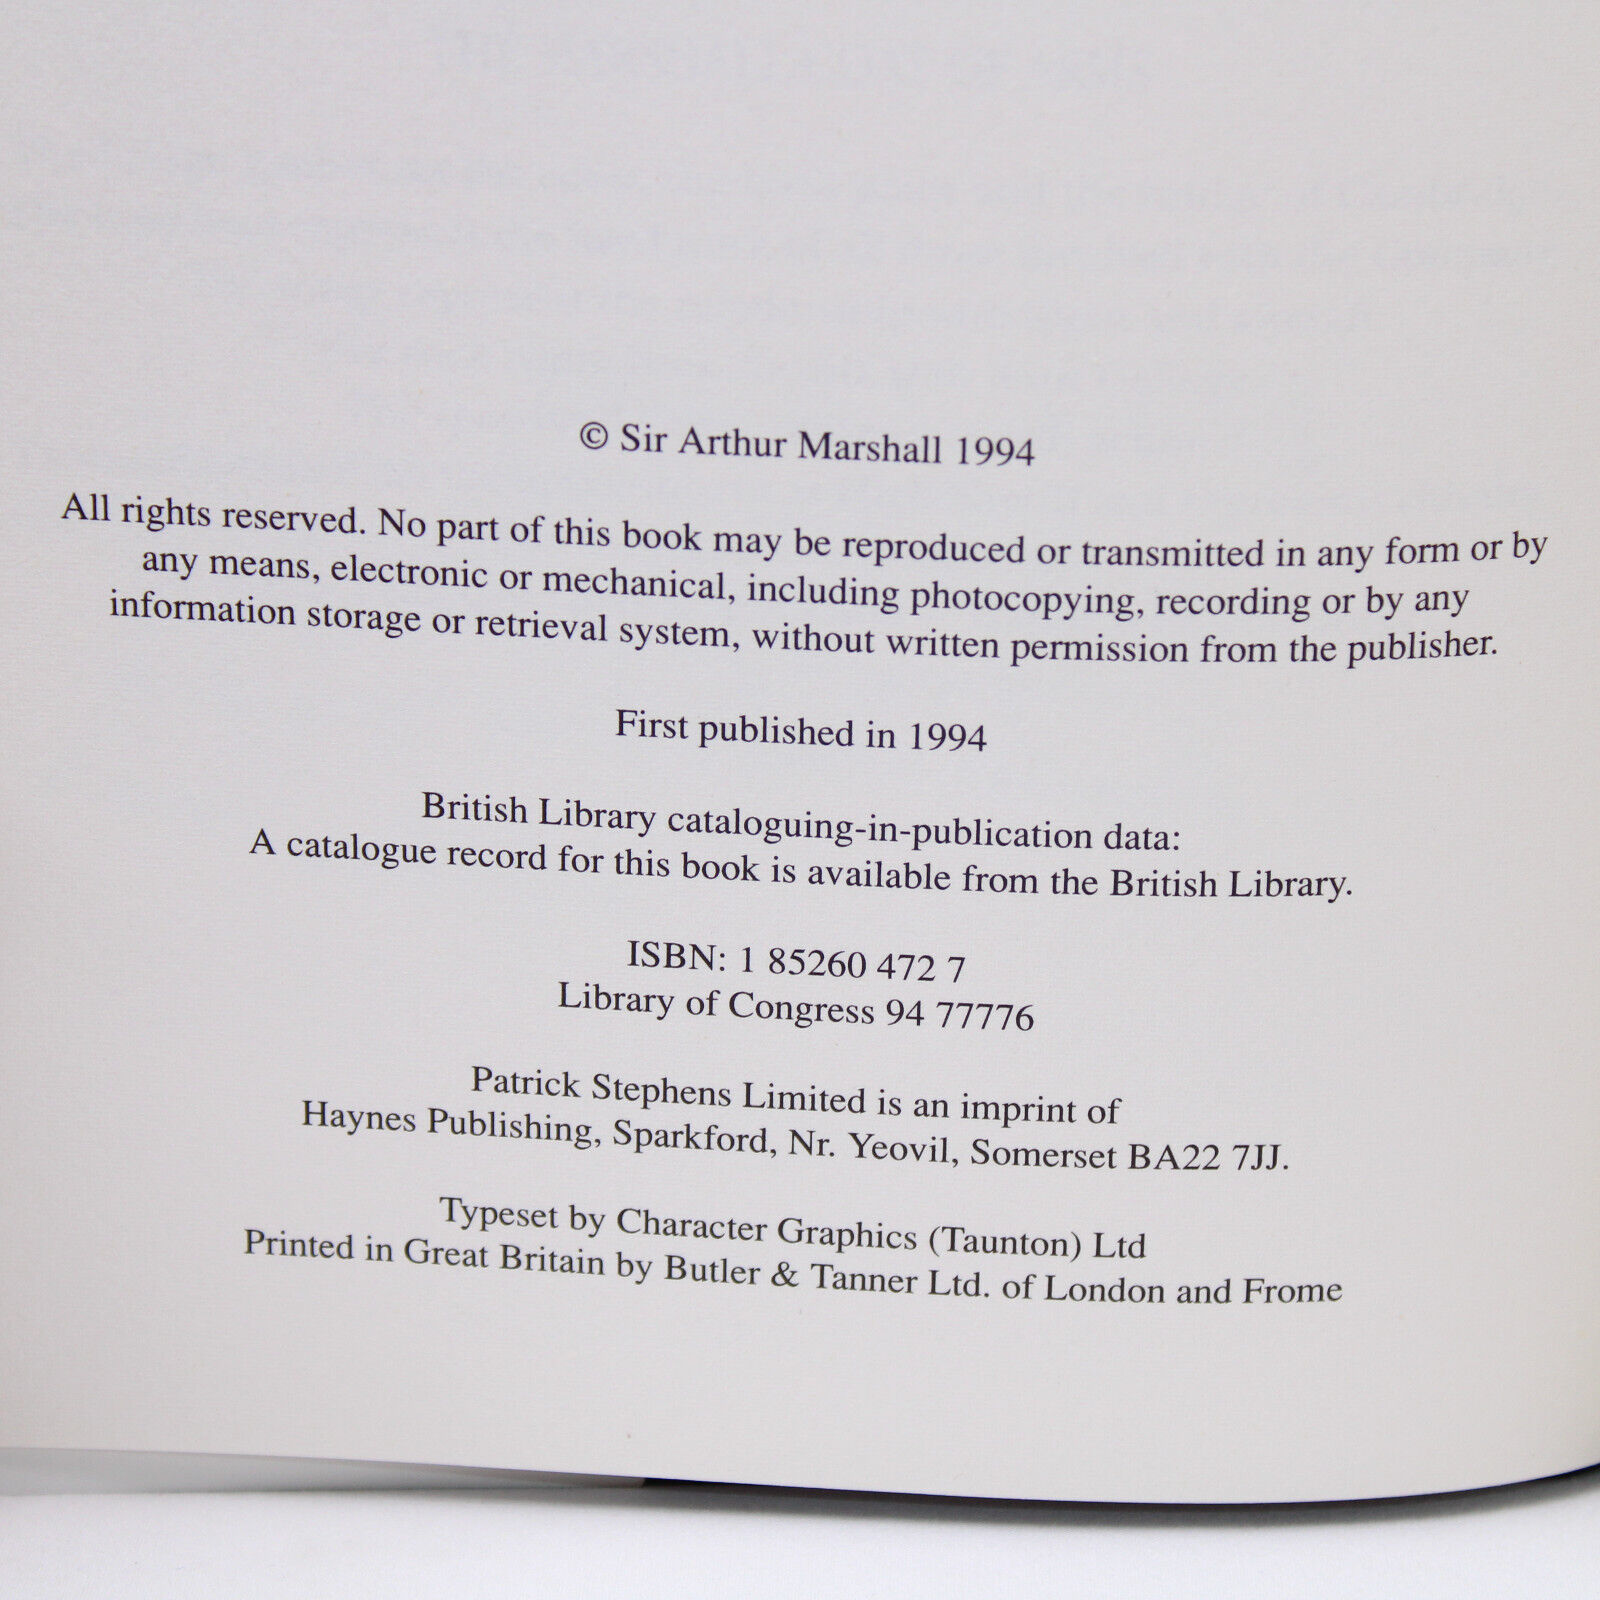 © Sir Arthur Marshall 1994
All rights reserved. No part of this book may be reproduced or transmitted in any form or by
any means, electronic or mechanical, including photocopying, recording or by any
information storage or retrieval system, without written permission from the publisher.
First published in 1994
British Library cataloguing-in-publication data:
A catalogue record for this book is available from the British Library.
ISBN: 1 85260 472 7
Library of Congress 94 77776
Patrick Stephens Limited is an imprint of
Haynes Publishing, Sparkford, Nr. Yeovil, Somerset BA22 7JJ.
Typeset by Character Graphics (Taunton) Ltd
Printed in Great Britain by Butler & Tanner Ltd. of London and Frome